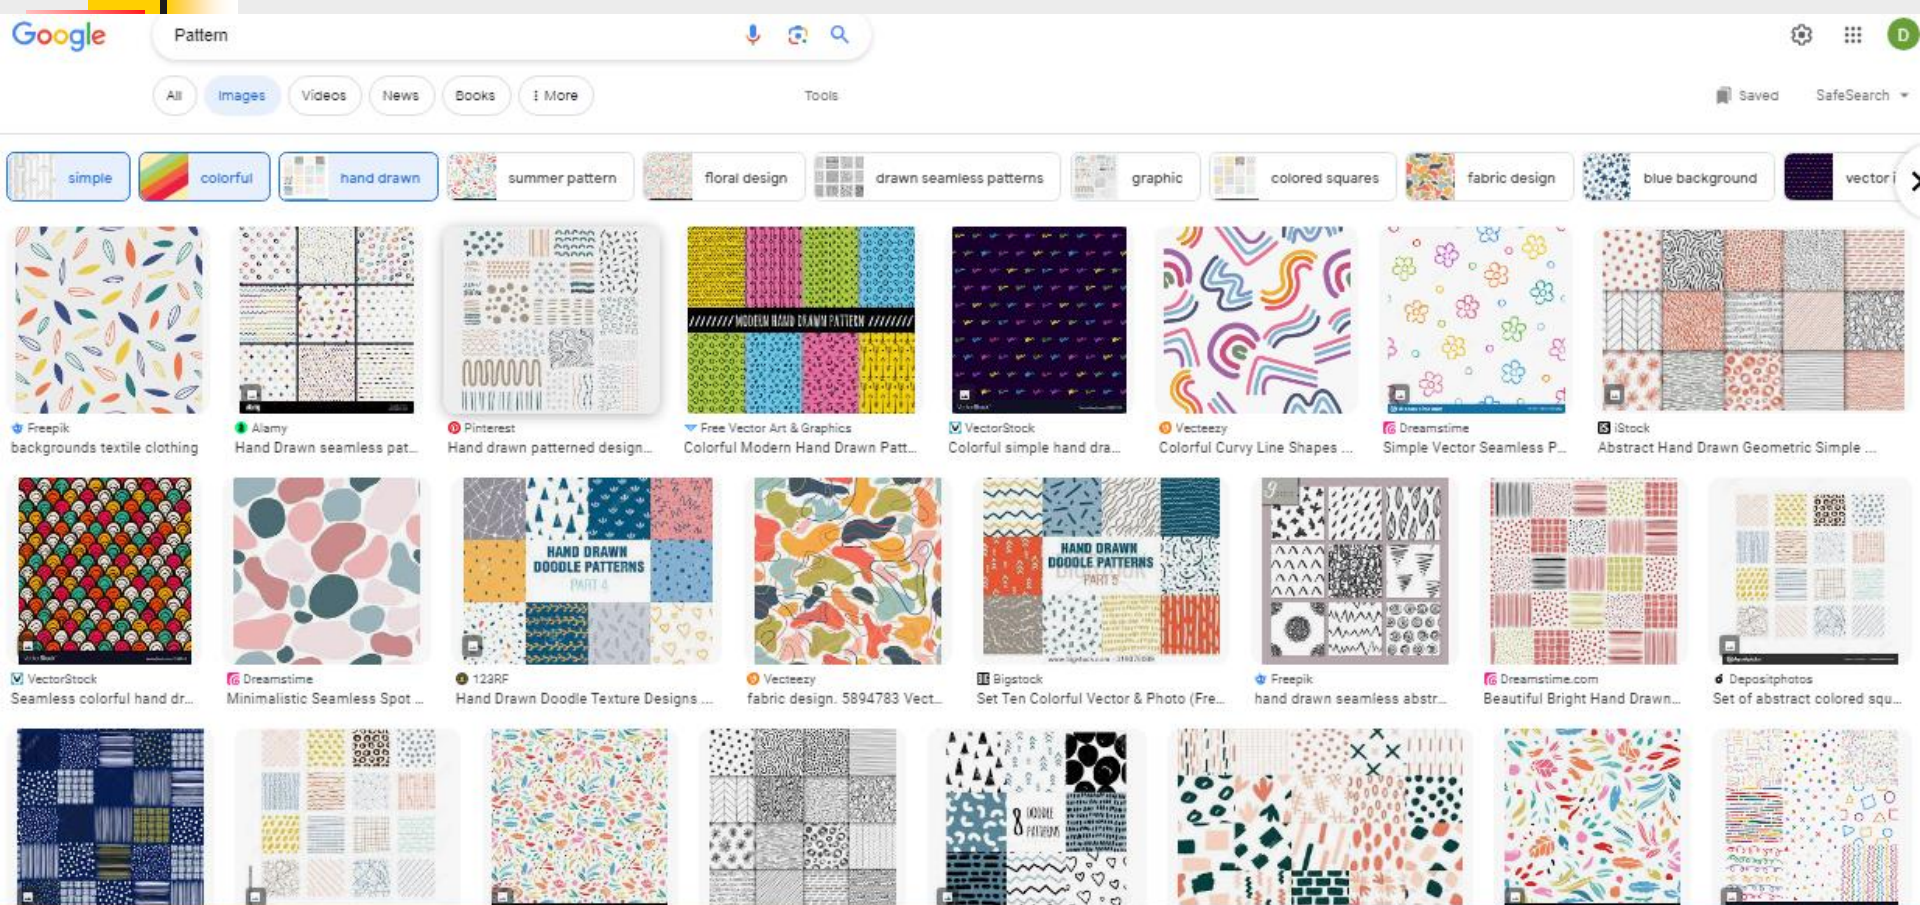 Google
Pattern
D
All Images Videos News Books More
Tools
Saved SafeSearch
simple colorful hand drawn summer pattern floral design drawn seamless patterns graphic colored squares fabric design blue background vector i
MODERN HAND DRAWN PATTERN
Freepik
backgrounds textile clothing
Alamy
Hand Drawn seamless pat...
Pinterest
Hand drawn patterned design...
Free Vector Art & Graphics
Colorful Modern Hand Drawn Patt...
VectorStock
Colorful simple hand dra...
Vecteezy
Colorful Curvy Line Shapes ...
Dreamstime
Simple Vector Seamless P...
iStock
Abstract Hand Drawn Geometric Simple ...
HAND DRAWN
DOODLE PATTERNS
PART 4
HAND DRAWN
DOODLE PATTERNS
PART 5
VectorStock
Seamless colorful hand dr...
Dreamstime
Minimalistic Seamless Spot ...
123RF
Hand Drawn Doodle Texture Designs ...
Vecteezy
fabric design. 5894783 Vect...
Bigstock
Set Ten Colorful Vector & Photo (Fre...
Freepik
hand drawn seamless abstr...
Dreamstime.com
Beautiful Bright Hand Drawn...
Depositphotos
Set of abstract colored squ...
8 DOODLE
PATTERNS